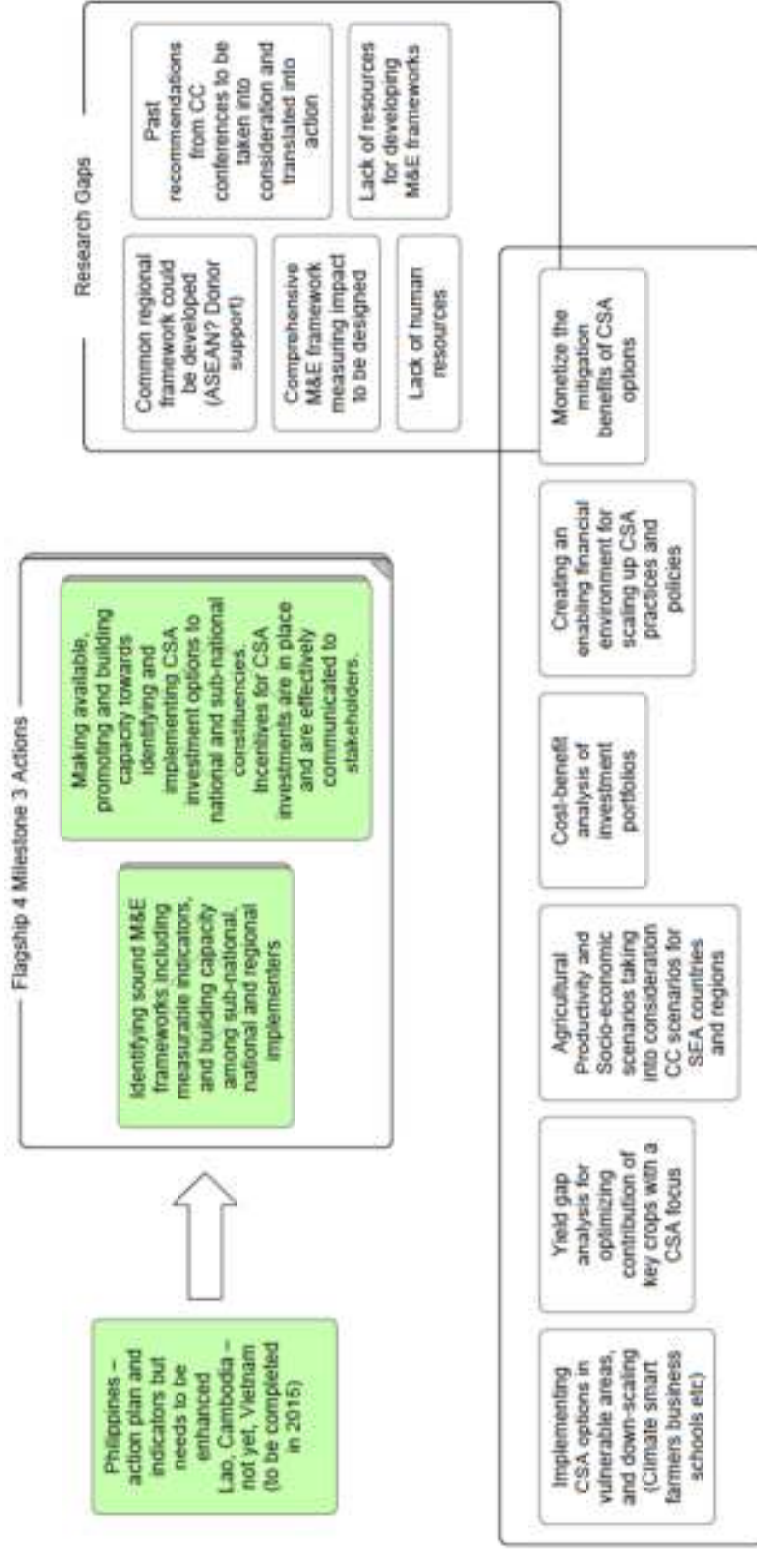 Philippines –
action plan and
indicators but
needs to be
enhanced
Lao, Cambodia –
not yet, Vietnam
(to be completed
in 2015)
Flagship 4 Milestone 3 Actions
Identifying sound M&E
frameworks including
measurable indicators,
and building capacity
among sub-national,
national and regional
implementers
Making available,
promoting and building
capacity towards
identifying and
implementing CSA
investment options to
national and sub-national
constituencies.
Incentives for CSA
investments are in place
and are effectively
communicated to
stakeholders.
Research Gaps
Common regional
framework could
be developed
(ASEAN? Donor
support)
Past
recommendations
from CC
conferences to be
taken into
consideration and
translated into
action
Comprehensive
M&E framework
measuring impact
to be designed
Lack of resources
for developing
M&E frameworks
Lack of human
resources
Implementing
CSA options in
vulnerable areas,
and down-scaling
(Climate smart
farmers business
schools etc)
Yield gap
analysis for
optimizing
contribution of
key crops with a
CSA focus
Agricultural
Productivity and
Socio-economic
scenarios taking
into consideration
CC scenarios for
SEA countries
and regions
Cost-benefit
analysis of
investment
portfolios
Creating an
enabling financial
environment for
scaling up CSA
practices and
policies
Monetize the
mitigation
benefits of CSA
options